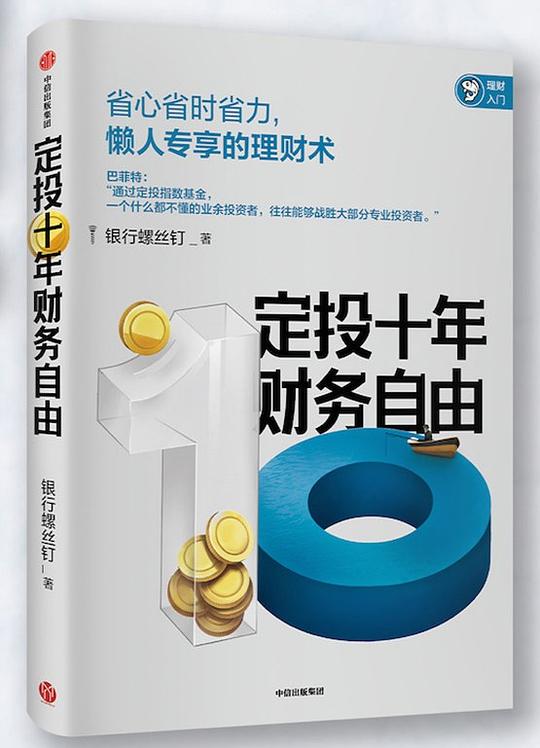 中信出版集团
定投十年财务自由
银行螺丝钉 著
省心省时省力,
懒人专享的理财术
巴菲特：
“通过定投指数基金，
一个什么都不懂的业余投资者，往往能够战胜大部分专业投资者。”
银行螺丝钉_著
理财
入门
定投十年
财务自由
10
中信出版集团